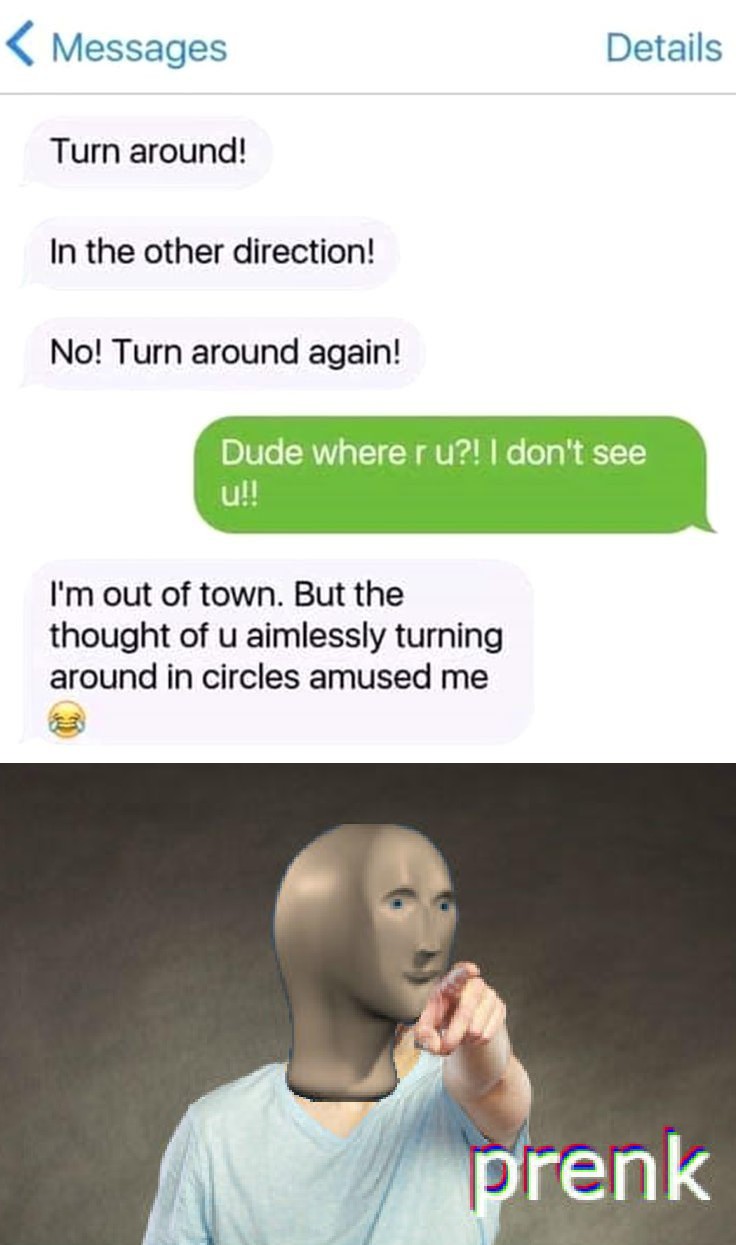 Messages
Details
Turn around!
In the other direction!
No! Turn around again!
Dude where r u?! I don't see
u!!
I'm out of town. But the
thought of u aimlessly turning
around in circles amused me
😂
prenk